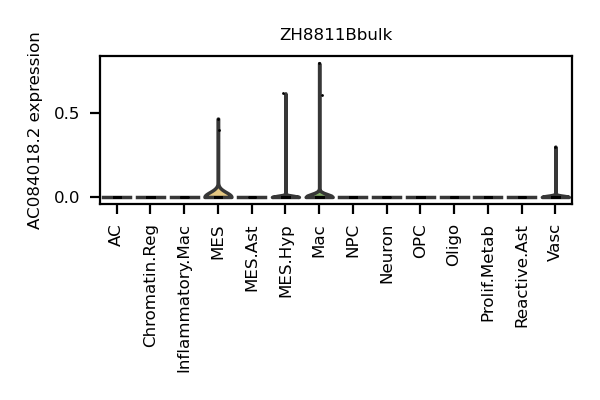 ZH8811Bbulk
AC084018.2 expression
0.5
0.0
AC
Chromatin.Reg
Inflammatory.Mac
MES
MES.Ast
MES.Hyp
Mac
NPC
Neuron
OPC
Oligo
Prolif.Metab
Reactive.Ast
Vasc